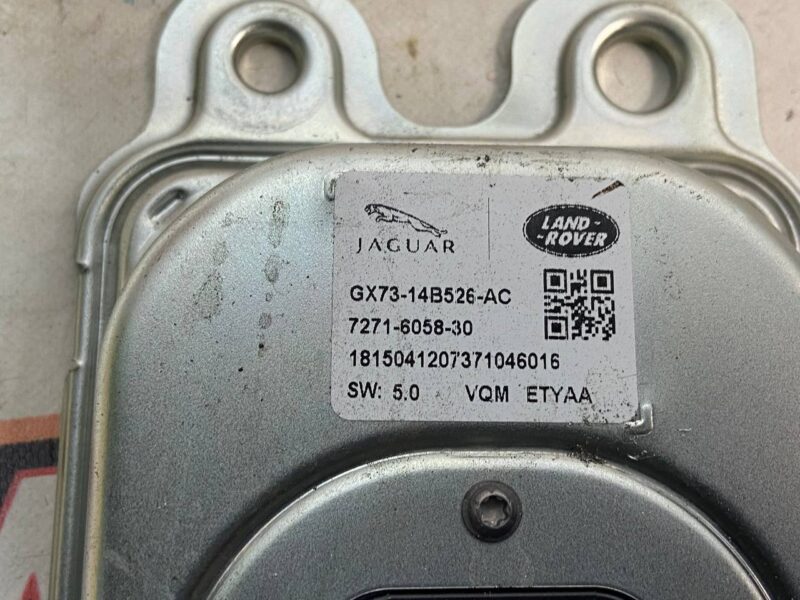 JAGUAR
LAND-
-ROVER
GX73-14B526-AC
7271-6058-30
1815041207371046016
SW: 5.0 VQM ETYAA